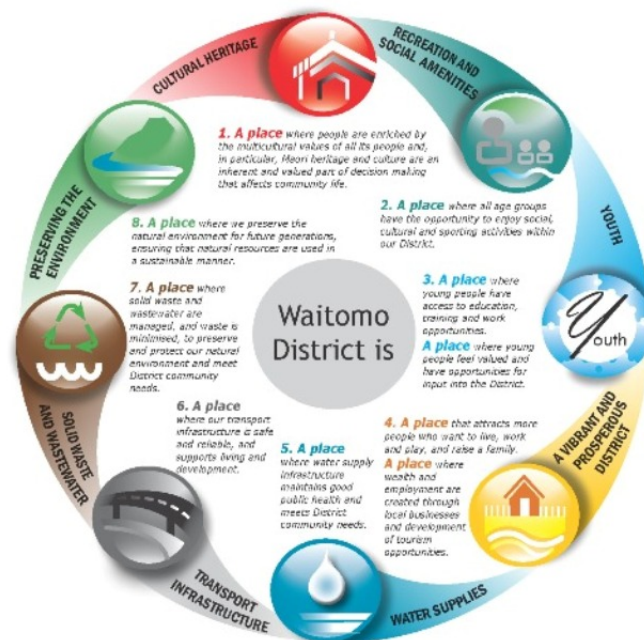 CULTURAL HERITAGE
RECREATION AND
SOCIAL AMENITIES
YOUTH
Youth
A VIBRANT AND
PROSPEROUS
DISTRICT
WATER SUPPLIES
TRANSPORT
INFRASTRUCTURE
SOLID WASTE
AND WASTEWATER
PRESERVING THE
ENVIRONMENT
Waitomo
District is
1. A place where people are enriched by
the multicultural values of all its people and,
in particular, Maori heritage and culture are an
inherent and valued part of decision making
that affects community life.
2. A place where all age groups
have the opportunity to enjoy social,
cultural and sporting activities within
our District.
3. A place where
young people have
access to education,
training and work
opportunities.
A place where young
people feel valued and
have opportunities for
input into the District.
4. A place that attracts more
people who want to live, work
and play, and raise a family.
A place where
wealth and
employment are
created through
local businesses
and development
of tourism
opportunities.
5. A place
where water supply
infrastructure
maintains good
public health and
meets District
community needs.
6. A place
where our transport
infrastructure is safe
and reliable, and
supports living and
development.
7. A place where
solid waste and
wastewater are
managed, and waste is
minimised, to preserve
and protect our natural
environment and meet
District community
needs.
8. A place where we preserve the
natural environment for future generations,
ensuring that natural resources are used in
a sustainable manner.